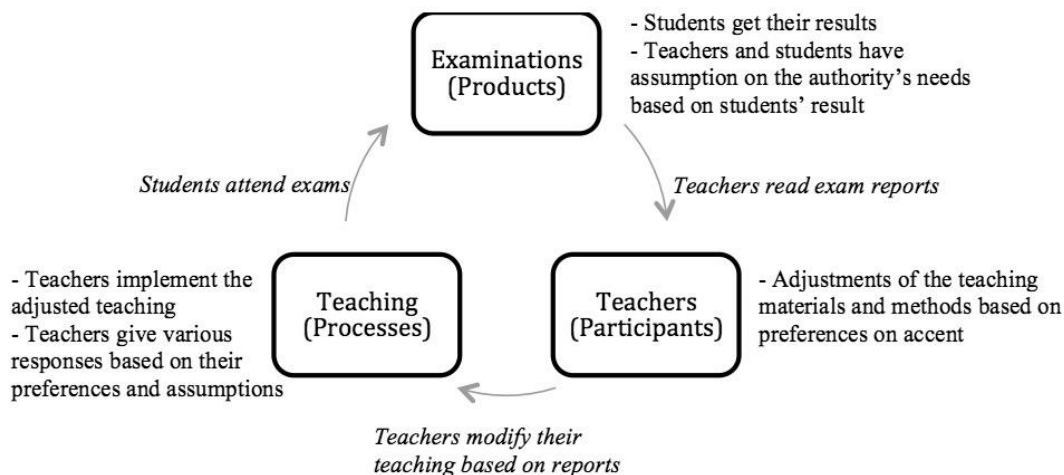 Examinations
(Products)
- Students get their results
- Teachers and students have
assumption on the authority’s needs
based on students’ result
Students attend exams
Teachers read exam reports
- Teachers implement the
adjusted teaching
- Teachers give various
responses based on their
preferences and assumptions
Teaching
(Processes)
Teachers
(Participants)
- Adjustments of the teaching
materials and methods based on
preferences on accent
Teachers modify their
teaching based on reports